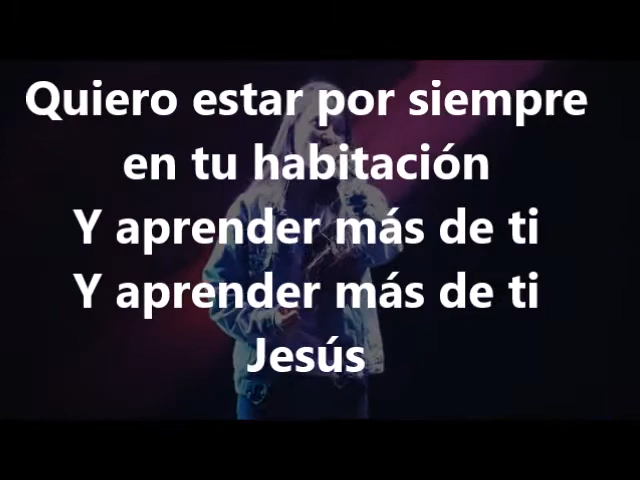 Quiero estar por siempre
en tu habitación
Y aprender más de ti
Y aprender más de ti
Jesús